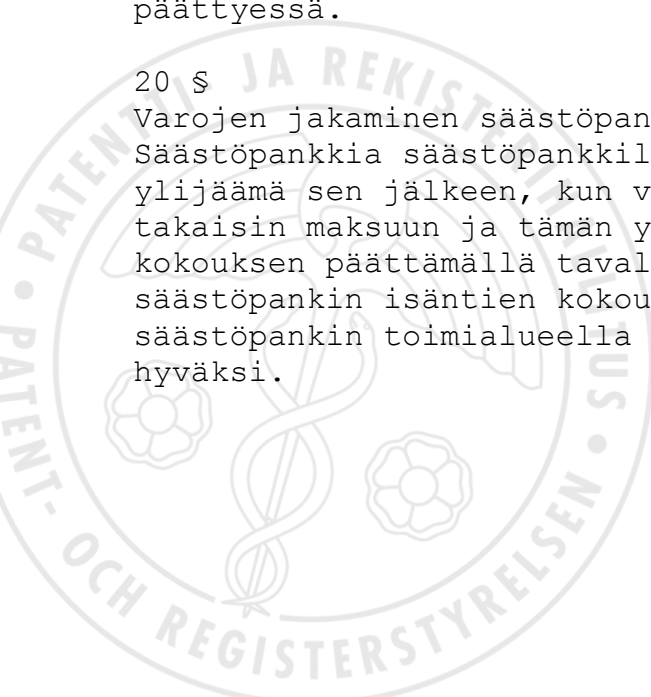 päättyessä.
20 §
Varojen jakaminen säästöpan
Säästöpankkia säästöpankkil
ylijäämä sen jälkeen, kun v
takaisin maksuun ja tämän y
kokouksen päättämällä taval
säästöpankin isäntien kokou
säästöpankin toimialueella
hyväksi.
PATENTTI- JA REKISTERIHALLITUS • PATENT- OCH REGISTERSTYRELSEN •